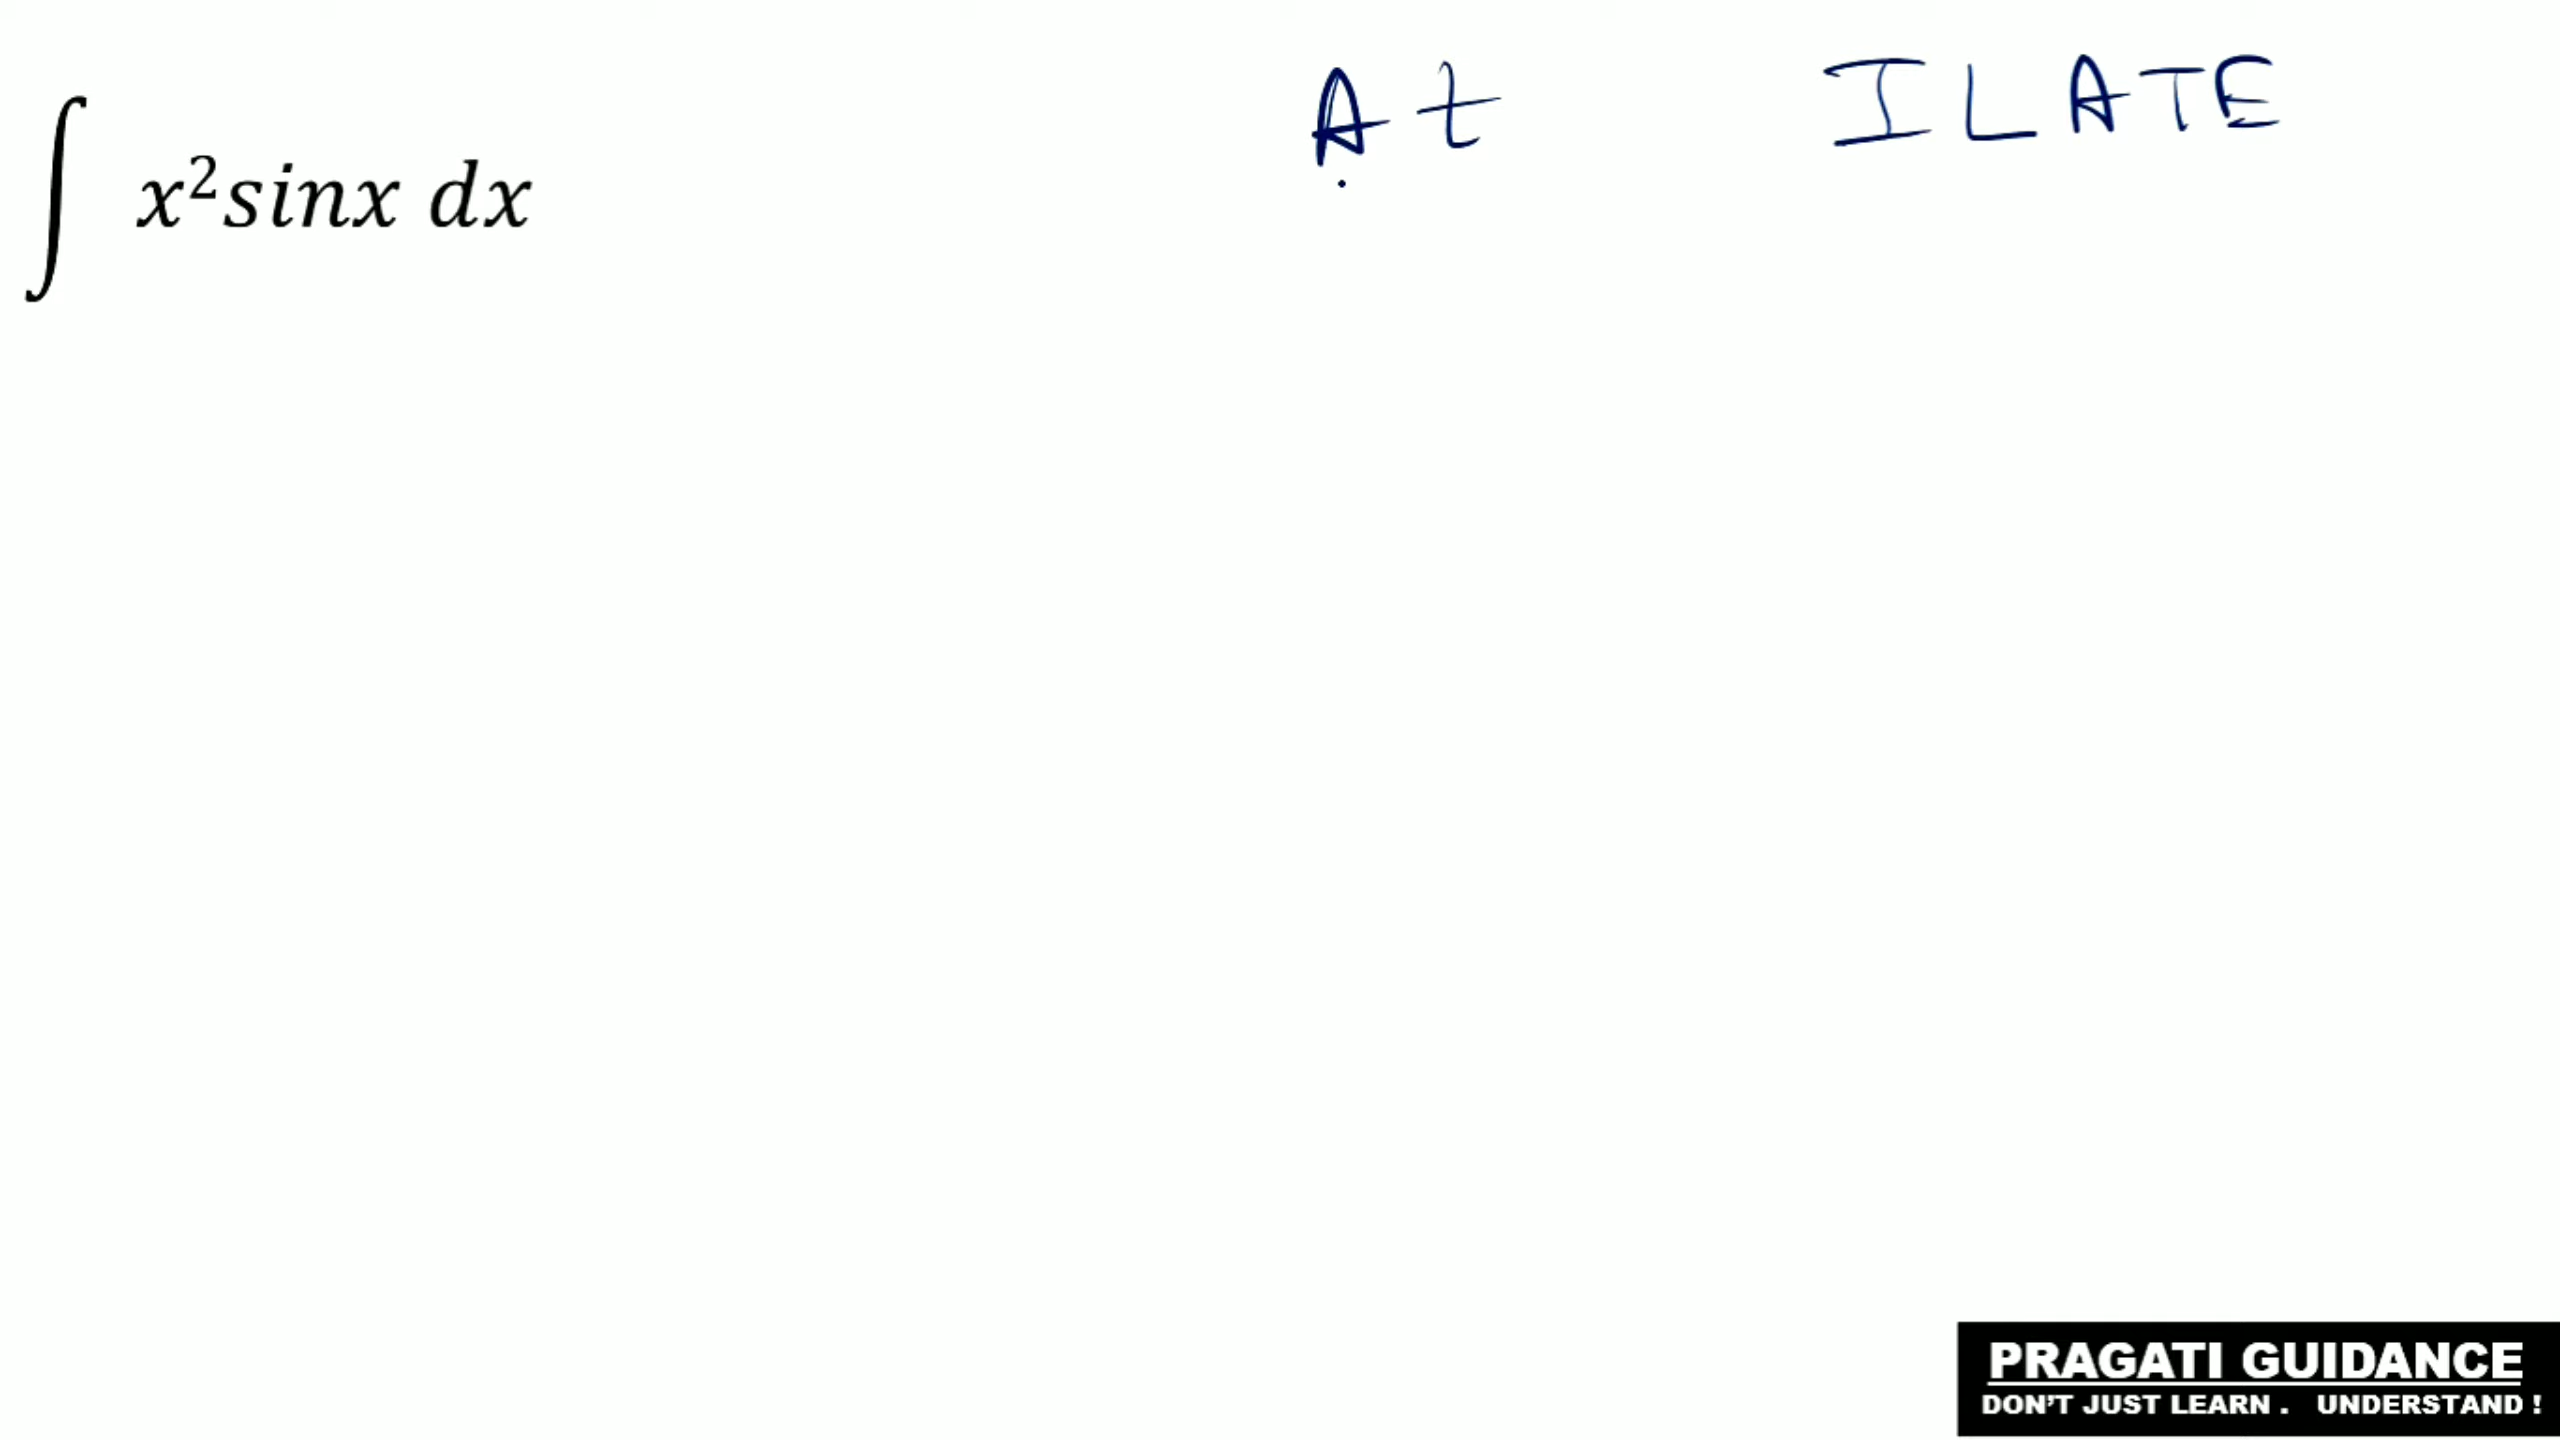 At ILATE
∫ x²sinx dx
PRAGATI GUIDANCE
DON'T JUST LEARN . UNDERSTAND !